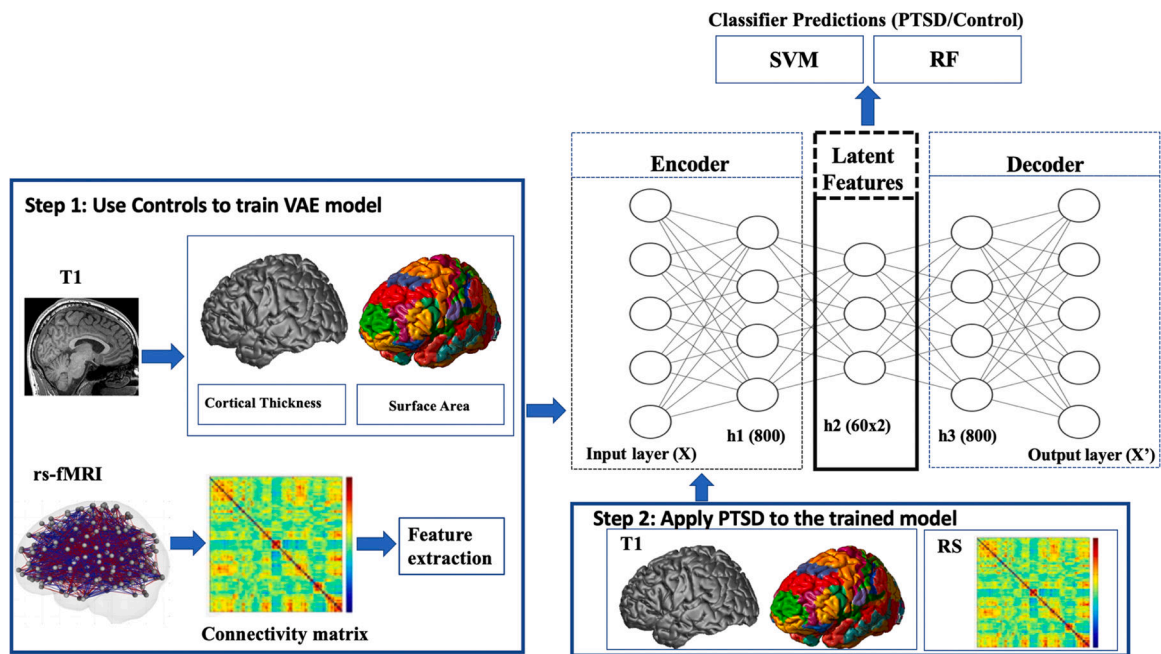 Classifier Predictions (PTSD/Control)
SVM
RF
Encoder
Latent
Features
Decoder
h1 (800)
h2 (60x2)
h3 (800)
Input layer (X)
Output layer (X’)
Step 1: Use Controls to train VAE model
T1
Cortical Thickness
Surface Area
rs-fMRI
Feature
extraction
Connectivity matrix
Step 2: Apply PTSD to the trained model
T1
RS